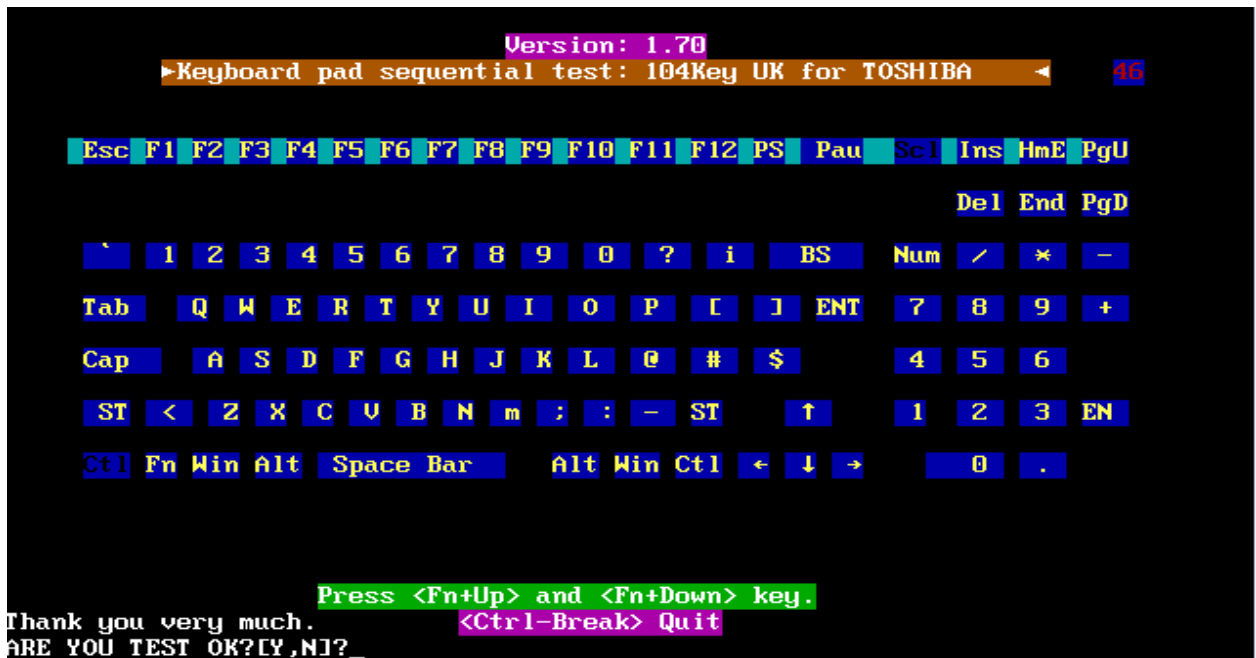 Version: 1.70
►Keyboard pad sequential test: 104Key UK for TOSHIBA ◄ 46
Esc F1 F2 F3 F4 F5 F6 F7 F8 F9 F10 F11 F12 PS Pau Scl Ins HmE PgU
Del End PgD
` 1 2 3 4 5 6 7 8 9 0 ? i BS Num / * -
Tab Q W E R T Y U I O P [ ] ENT 7 8 9 +
Cap A S D F G H J K L @ # $ 4 5 6
ST < Z X C V B N m ; : - ST ↑ 1 2 3 EN
Ctl Fn Win Alt Space Bar Alt Win Ctl ← ↓ → 0 .
Press <Fn+Up> and <Fn+Down> key.
Thank you very much. <Ctrl-Break> Quit
ARE YOU TEST OK?[Y,N]?_